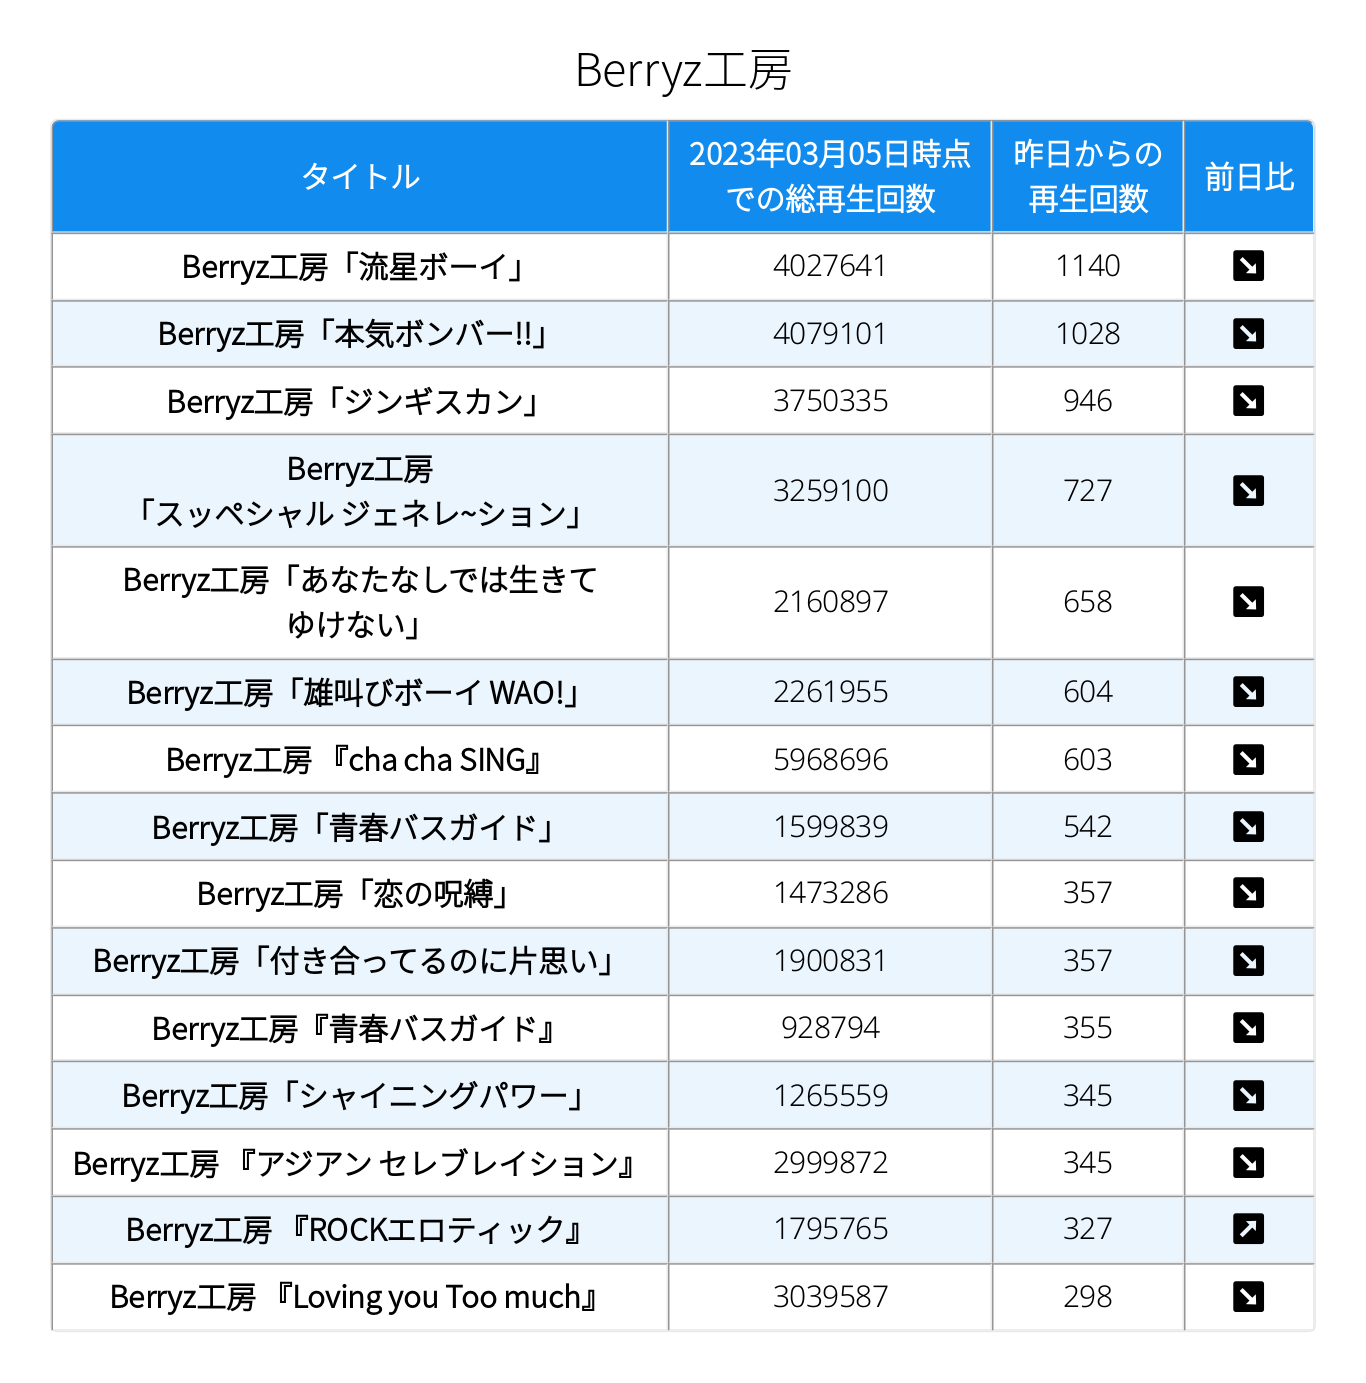 Berryz工房
タイトル
2023年03月05日時点
での総再生回数
昨日からの
再生回数
前日比
Berryz工房「流星ボーイ」 4027641 1140
Berryz工房「本気ボンバー!!」 4079101 1028
Berryz工房「ジンギスカン」 3750335 946
Berryz工房
「スッペシャル ジェネレ~ション」 3259100 727
Berryz工房「あなたなしでは生きて
ゆけない」 2160897 658
Berryz工房「雄叫びボーイ WAO!」 2261955 604
Berryz工房 『cha cha SING』 5968696 603
Berryz工房「青春バスガイド」 1599839 542
Berryz工房「恋の呪縛」 1473286 357
Berryz工房「付き合ってるのに片思い」 1900831 357
Berryz工房『青春バスガイド』 928794 355
Berryz工房「シャイニングパワー」 1265559 345
Berryz工房 『アジアン セレブレイション』 2999872 345
Berryz工房 『ROCKエロティック』 1795765 327
Berryz工房 『Loving you Too much』 3039587 298